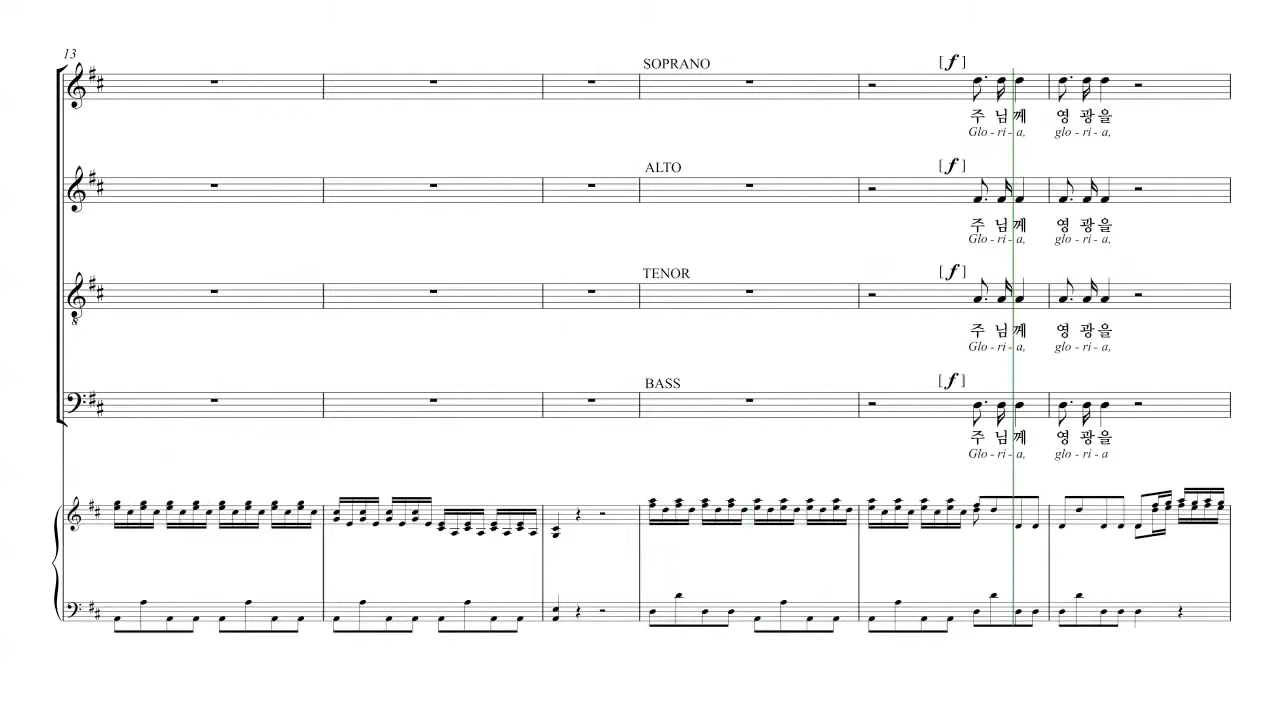 13
SOPRANO
[f]
주 님 께 영 광 을
Glo - ri - a, glo - ri - a,
ALTO
[f]
주 님 께 영 광 을
Glo - ri - a, glo - ri - a,
TENOR
[f]
주 님 께 영 광 을
Glo - ri - a, glo - ri - a,
BASS
[f]
주 님 께 영 광 을
Glo - ri - a, glo - ri - a